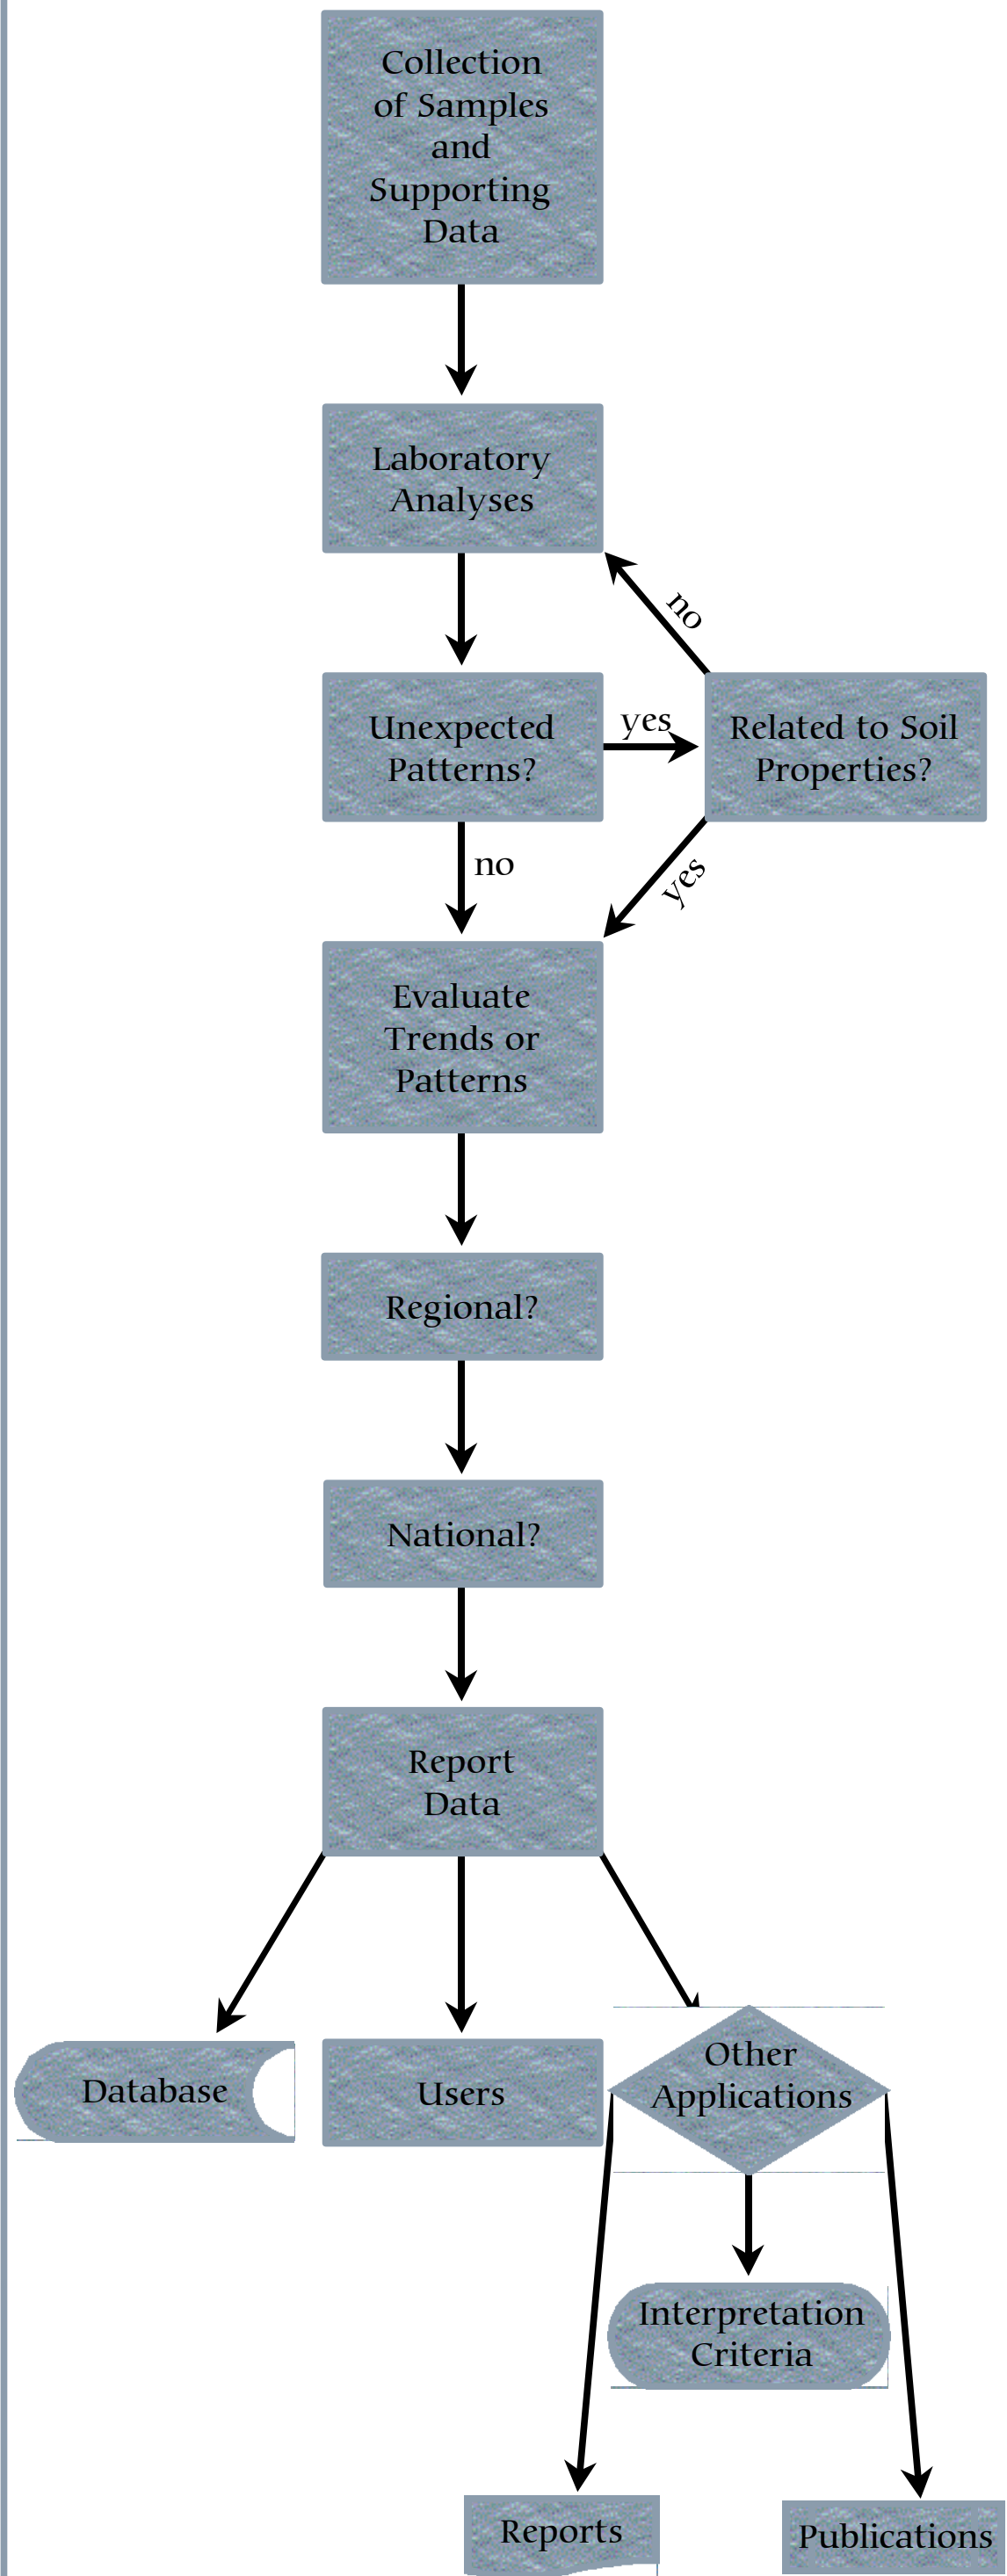 Collection
of Samples
and
Supporting
Data
Laboratory
Analyses
no
Unexpected
Patterns?
yes
Related to Soil
Properties?
no
yes
Evaluate
Trends or
Patterns
Regional?
National?
Report
Data
Database
Users
Other
Applications
Interpretation
Criteria
Reports
Publications